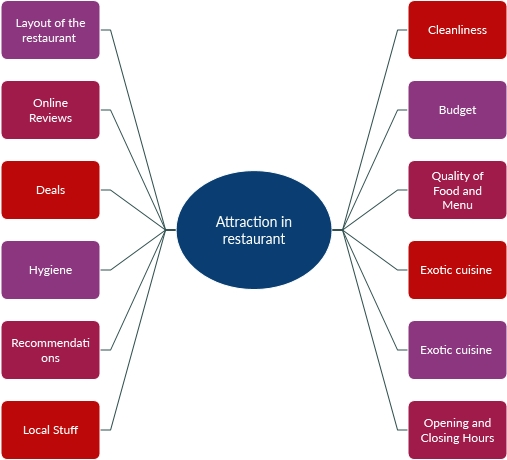 Layout of the
restaurant
Online
Reviews
Deals
Hygiene
Recommendati
ons
Local Stuff
Attraction in
restaurant
Cleanliness
Budget
Quality of
Food and
Menu
Exotic cuisine
Exotic cuisine
Opening and
Closing Hours